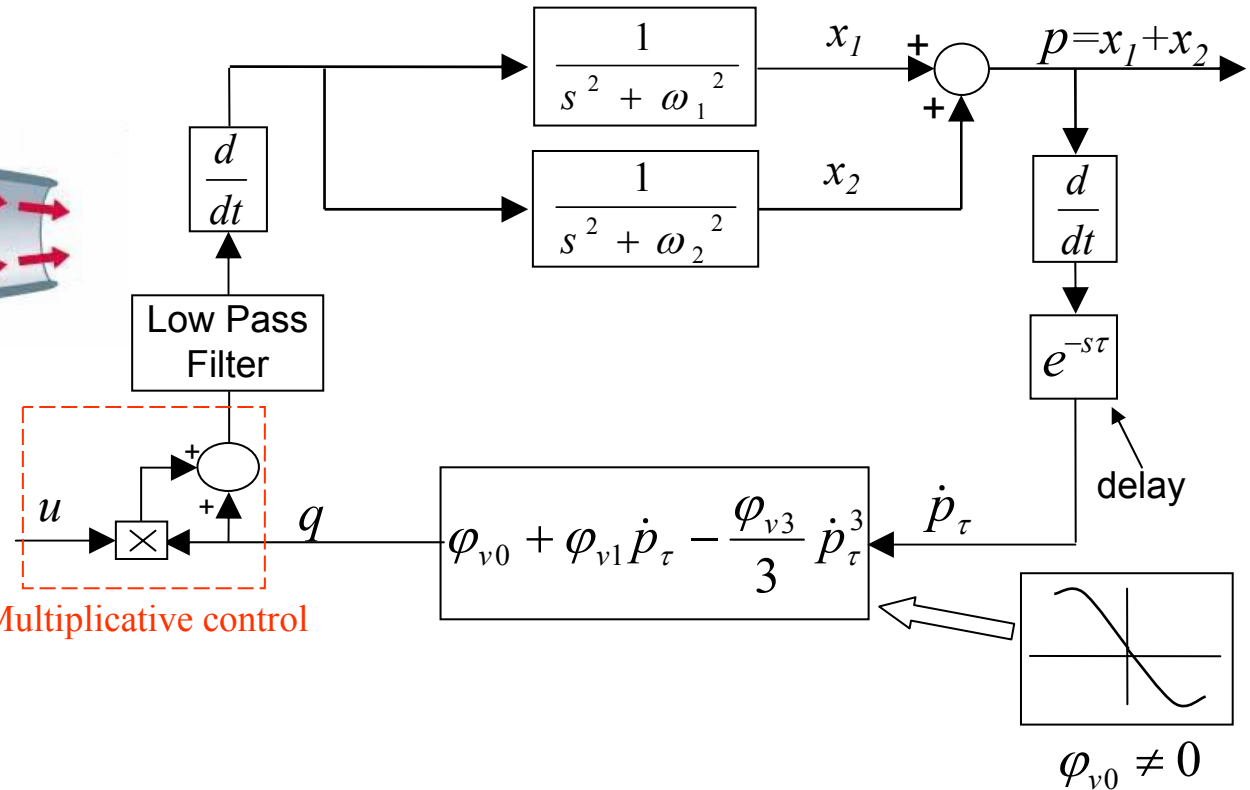 1 / (s² + ω₁²)
x₁
+
p=x₁+x₂
+
d/dt
1 / (s² + ω₂²)
x₂
d/dt
Low Pass
Filter
e^{-sτ}
delay
+
+
u
×
q
φ_{v0} + φ_{v1} ṗ_τ − (φ_{v3}/3) ṗ_τ³
ṗ_τ
Multiplicative control
φ_{v0} ≠ 0